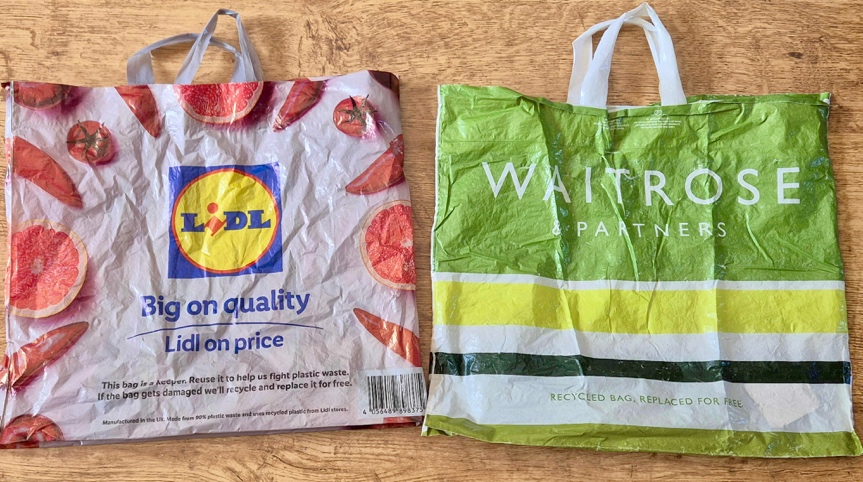 LIDL
Big on quality
Lidl on price
This bag is a keeper. Reuse it to help us fight plastic waste.
If the bag gets damaged we'll recycle and replace it for free.
Manufactured in the UK. Made from 90% plastic waste and uses recycled plastic from Lidl stores.
WAITROSE
& PARTNERS
RECYCLED BAG, REPLACED FOR FREE